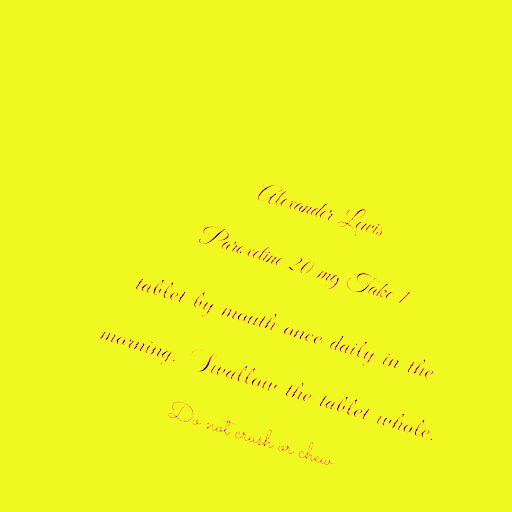 Alexander Lewis
Paroxetine 20 mg Take 1
tablet by mouth once daily in the
morning. Swallow the tablet whole.
Do not crush or chew